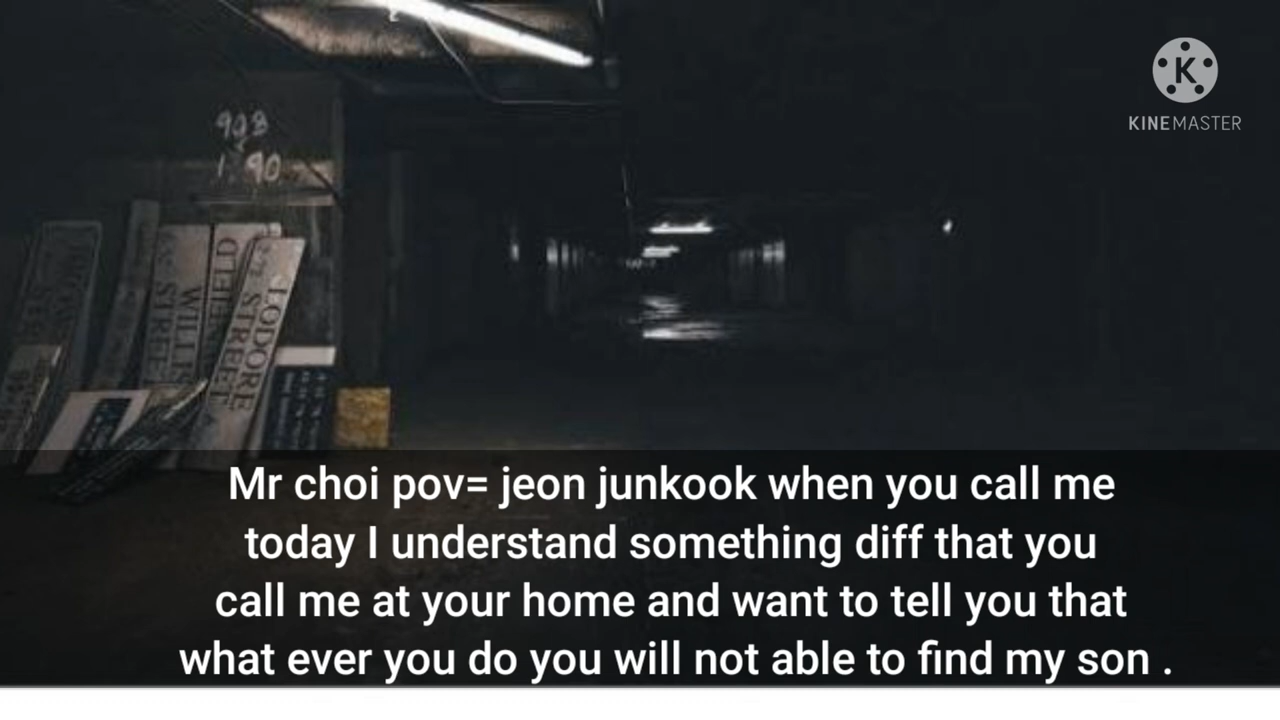 908
1 90
KINEMASTER
WILLIS
STREET
LODORE
STREET
Mr choi pov= jeon junkook when you call me
today I understand something diff that you
call me at your home and want to tell you that
what ever you do you will not able to find my son .